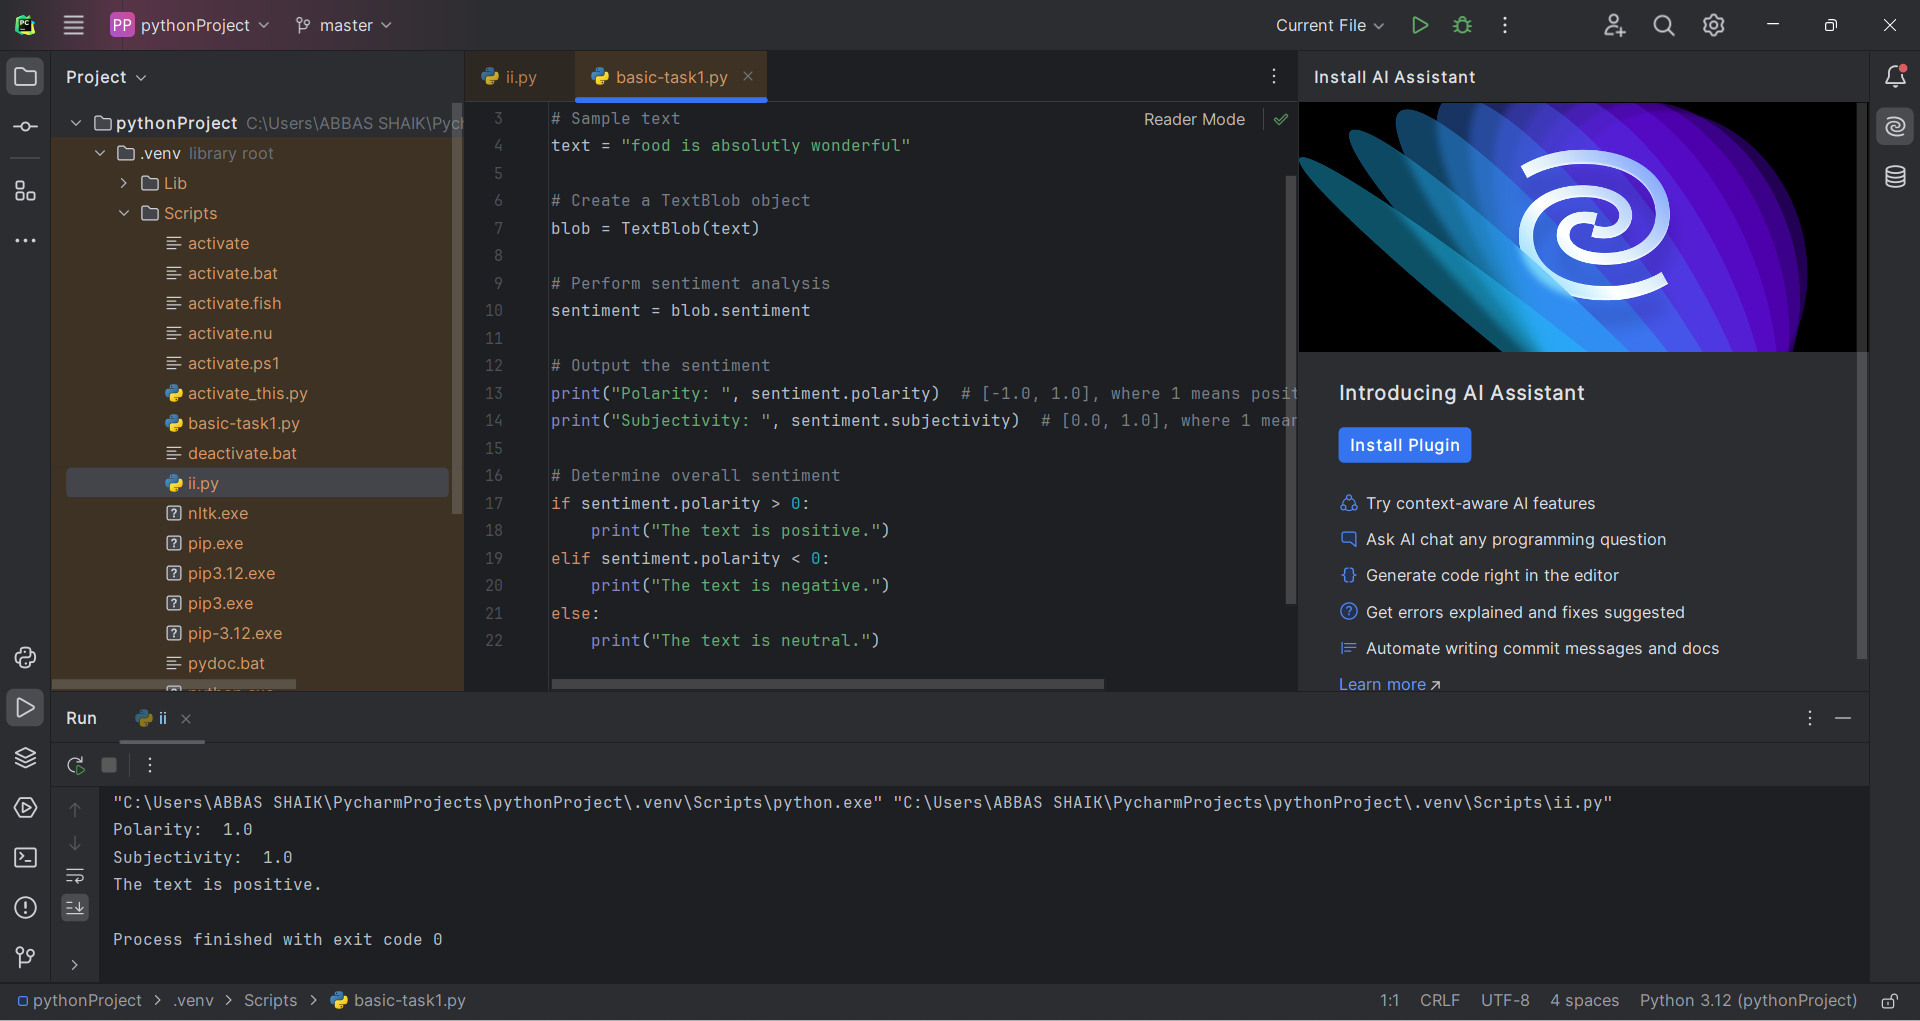 PC
PP pythonProject
master
Current File
Project
ii.py
basic-task1.py
Install AI Assistant
pythonProject C:\Users\ABBAS SHAIK\Pych
.venv library root
Lib
Scripts
activate
activate.bat
activate.fish
activate.nu
activate.ps1
activate_this.py
basic-task1.py
deactivate.bat
ii.py
nltk.exe
pip.exe
pip3.12.exe
pip3.exe
pip-3.12.exe
pydoc.bat
Reader Mode
3 # Sample text
4 text = "food is absolutly wonderful"
5
6 # Create a TextBlob object
7 blob = TextBlob(text)
8
9 # Perform sentiment analysis
10 sentiment = blob.sentiment
11
12 # Output the sentiment
13 print("Polarity: ", sentiment.polarity)  # [-1.0, 1.0], where 1 means posit
14 print("Subjectivity: ", sentiment.subjectivity)  # [0.0, 1.0], where 1 mear
15
16 # Determine overall sentiment
17 if sentiment.polarity > 0:
18     print("The text is positive.")
19 elif sentiment.polarity < 0:
20     print("The text is negative.")
21 else:
22     print("The text is neutral.")
Introducing AI Assistant
Install Plugin
Try context-aware AI features
Ask AI chat any programming question
Generate code right in the editor
Get errors explained and fixes suggested
Automate writing commit messages and docs
Learn more ↗
Run
ii
"C:\Users\ABBAS SHAIK\PycharmProjects\pythonProject\.venv\Scripts\python.exe" "C:\Users\ABBAS SHAIK\PycharmProjects\pythonProject\.venv\Scripts\ii.py"
Polarity:  1.0
Subjectivity:  1.0
The text is positive.
Process finished with exit code 0
pythonProject > .venv > Scripts > basic-task1.py
1:1 CRLF UTF-8 4 spaces Python 3.12 (pythonProject)